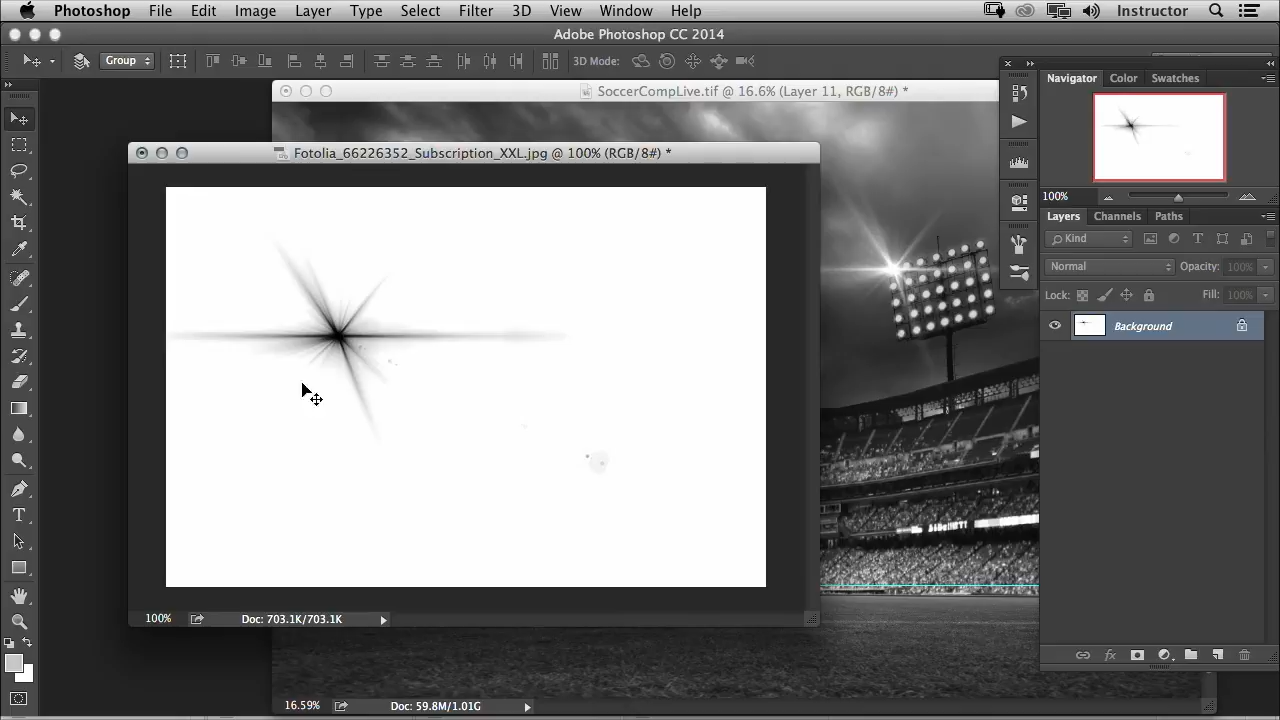 Photoshop File Edit Image Layer Type Select Filter 3D View Window Help Instructor
Adobe Photoshop CC 2014
Group 3D Mode:
SoccerCompLive.tif @ 16.6% (Layer 11, RGB/8#) *
Fotolia_66226352_Subscription_XXL.jpg @ 100% (RGB/8#) *
Navigator Color Swatches
100%
Layers Channels Paths
Kind
Normal Opacity: 100%
Lock: Fill: 100%
Background
100% Doc: 703.1K/703.1K
16.59% Doc: 59.8M/1.01G